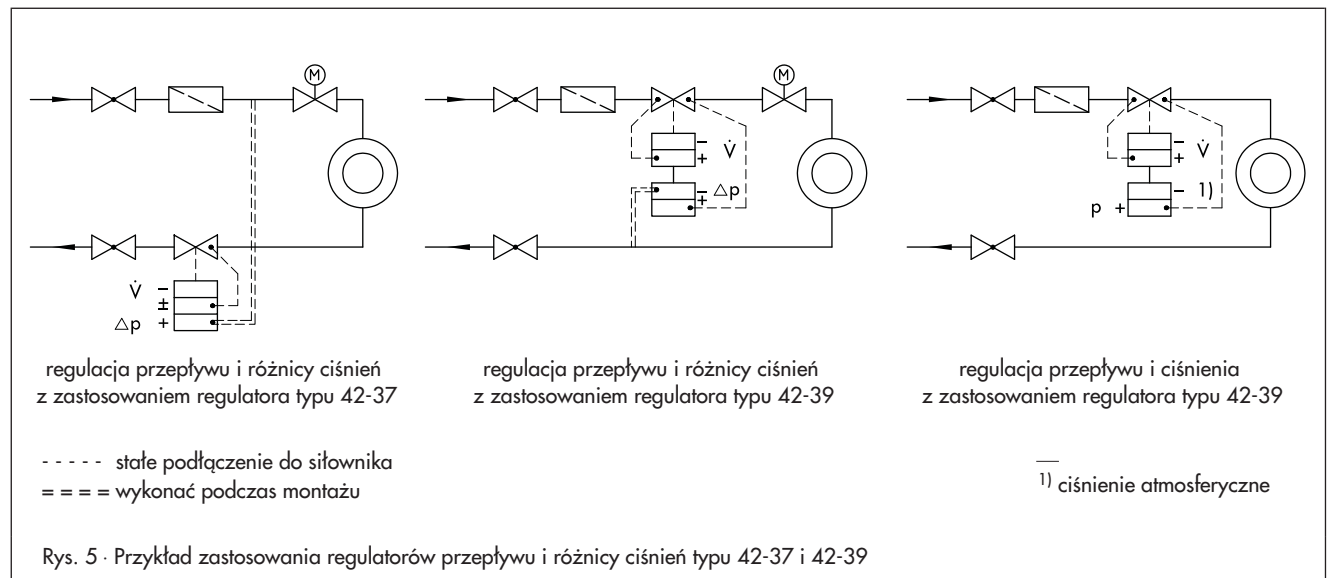 M
M
V̇ −
±
Δp +
−
+ V̇
− Δp
+
−
+ V̇
− 1)
p +
regulacja przepływu i różnicy ciśnień
z zastosowaniem regulatora typu 42-37
regulacja przepływu i różnicy ciśnień
z zastosowaniem regulatora typu 42-39
regulacja przepływu i ciśnienia
z zastosowaniem regulatora typu 42-39
- - - - - stałe podłączenie do siłownika
= = = = wykonać podczas montażu
1) ciśnienie atmosferyczne
Rys. 5 · Przykład zastosowania regulatorów przepływu i różnicy ciśnień typu 42-37 i 42-39